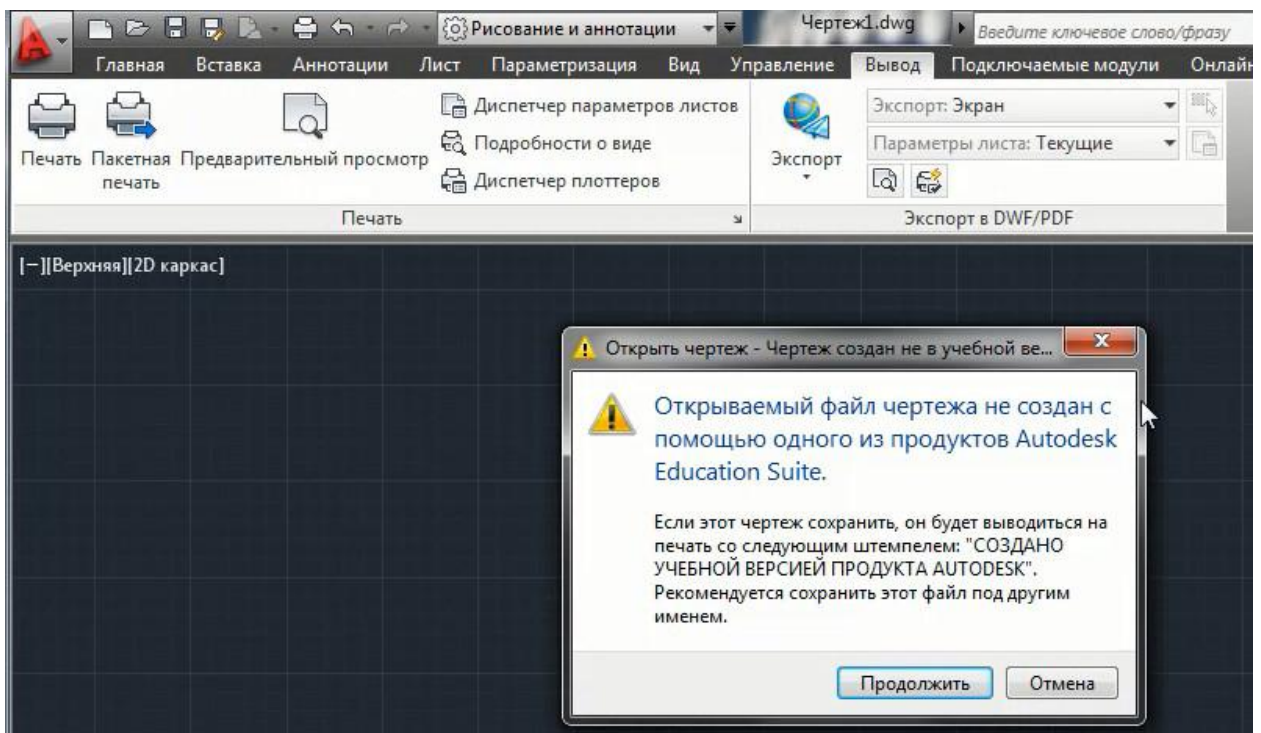 Рисование и аннотации
Чертеж1.dwg
Введите ключевое слово/фразу
Главная Вставка Аннотации Лист Параметризация Вид Управление Вывод Подключаемые модули Онлайн
Печать
Пакетная
печать
Предварительный просмотр
Диспетчер параметров листов
Подробности о виде
Диспетчер плоттеров
Экспорт
Экспорт: Экран
Параметры листа: Текущие
Печать
Экспорт в DWF/PDF
[−][Верхняя][2D каркас]
Открыть чертеж - Чертеж создан не в учебной ве...
Открываемый файл чертежа не создан с
помощью одного из продуктов Autodesk
Education Suite.
Если этот чертеж сохранить, он будет выводиться на
печать со следующим штемпелем: "СОЗДАНО
УЧЕБНОЙ ВЕРСИЕЙ ПРОДУКТА AUTODESK".
Рекомендуется сохранить этот файл под другим
именем.
Продолжить Отмена